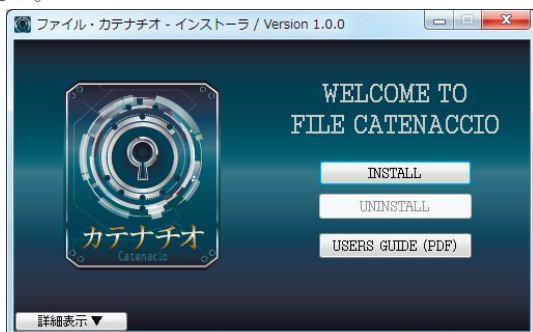 ファイル・カテナチオ - インストーラ / Version 1.0.0
WELCOME TO
FILE CATENACCIO
INSTALL
UNINSTALL
USERS GUIDE (PDF)
カテナチオ
Catenacio
詳細表示▼